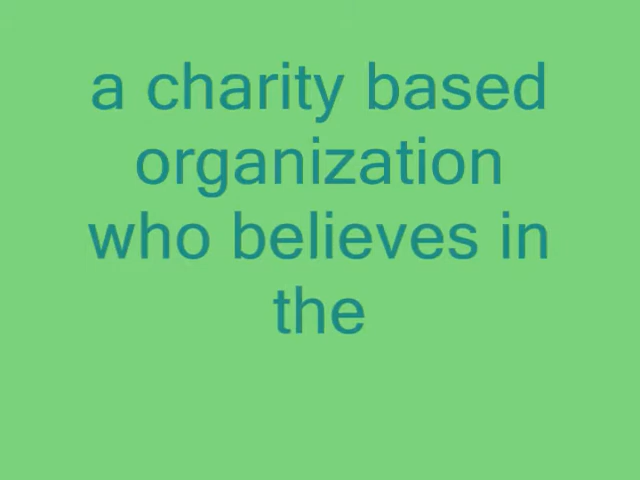 a charity based
organization
who believes in
the